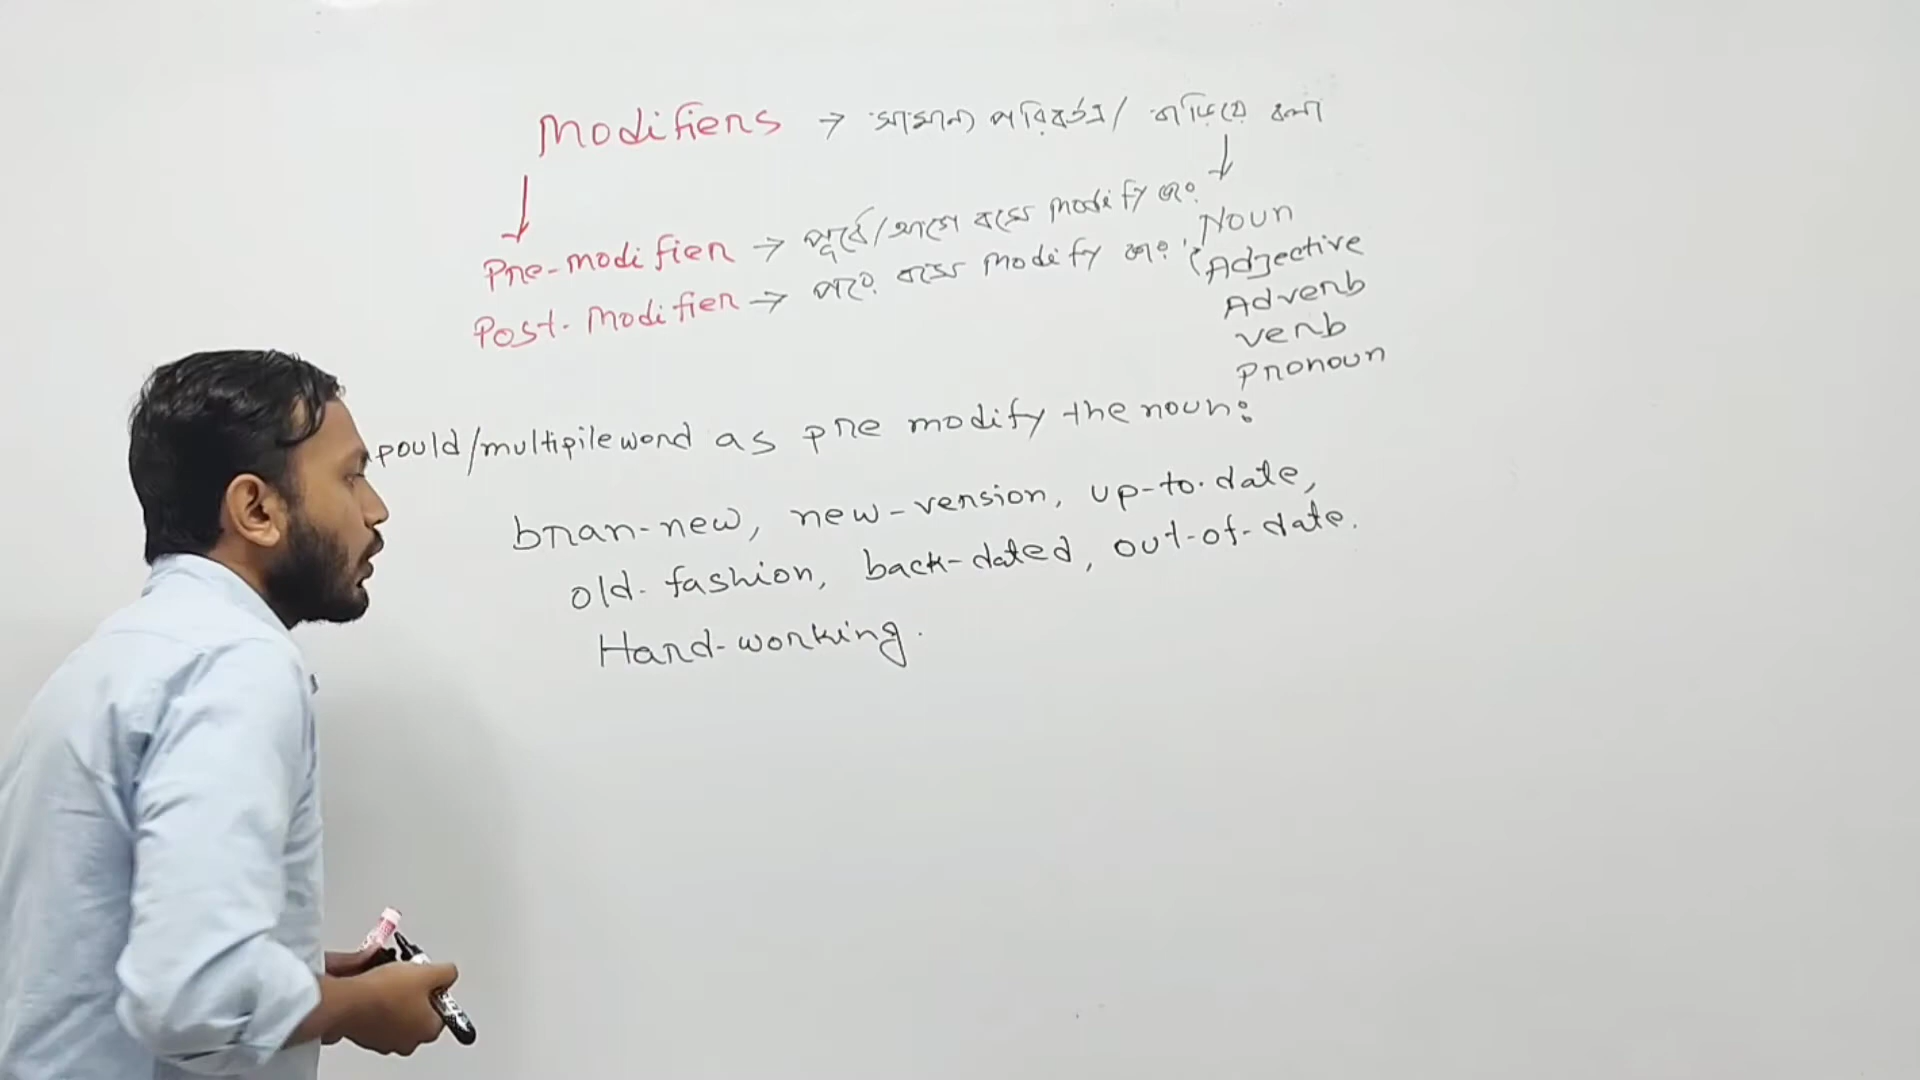 Modifiers → সামান্য পরিবর্তন / বাড়িয়ে বলা
Pre-modifier → পূর্বে/আগে বসে modify করে
Post-Modifier → পরে বসে modify করে
Noun
Adjective
Adverb
verb
Pronoun
pould/multipile word as pre modify the noun:
bran-new, new-version, up-to-date,
old-fashion, back-dated, out-of-date.
Hard-working.